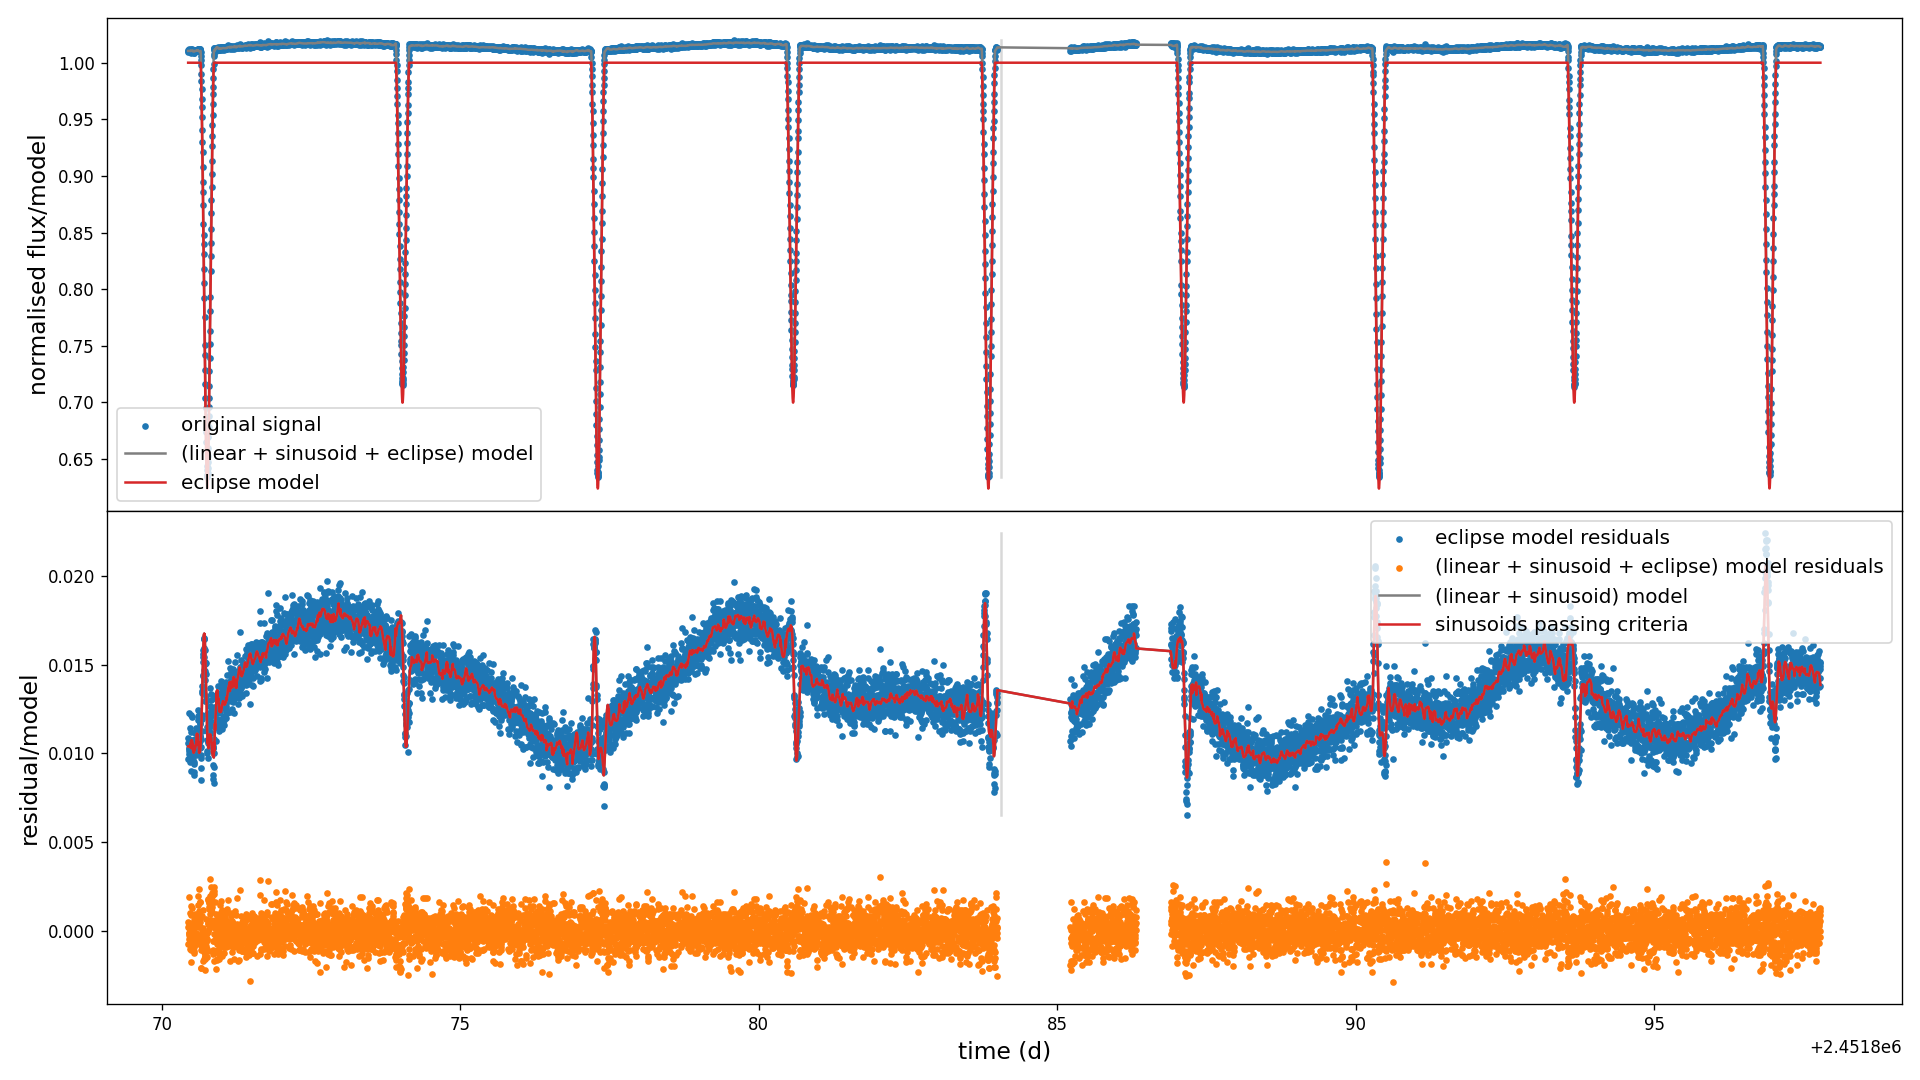 normalised flux/model
1.00
0.95
0.90
0.85
0.80
0.75
0.70
0.65
original signal
(linear + sinusoid + eclipse) model
eclipse model
residual/model
0.020
0.015
0.010
0.005
0.000
eclipse model residuals
(linear + sinusoid + eclipse) model residuals
(linear + sinusoid) model
sinusoids passing criteria
70
75
80
85
90
95
time (d)
+2.4518e6